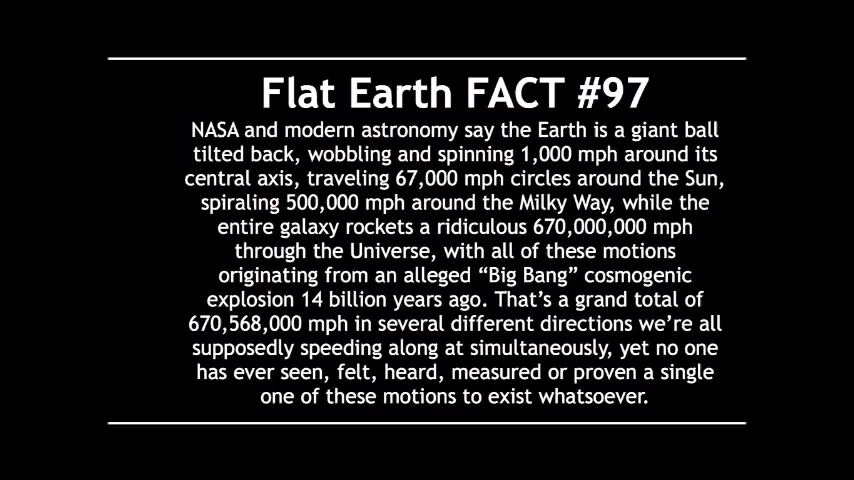 Flat Earth FACT #97
NASA and modern astronomy say the Earth is a giant ball
tilted back, wobbling and spinning 1,000 mph around its
central axis, traveling 67,000 mph circles around the Sun,
spiraling 500,000 mph around the Milky Way, while the
entire galaxy rockets a ridiculous 670,000,000 mph
through the Universe, with all of these motions
originating from an alleged “Big Bang” cosmogenic
explosion 14 billion years ago. That’s a grand total of
670,568,000 mph in several different directions we’re all
supposedly speeding along at simultaneously, yet no one
has ever seen, felt, heard, measured or proven a single
one of these motions to exist whatsoever.